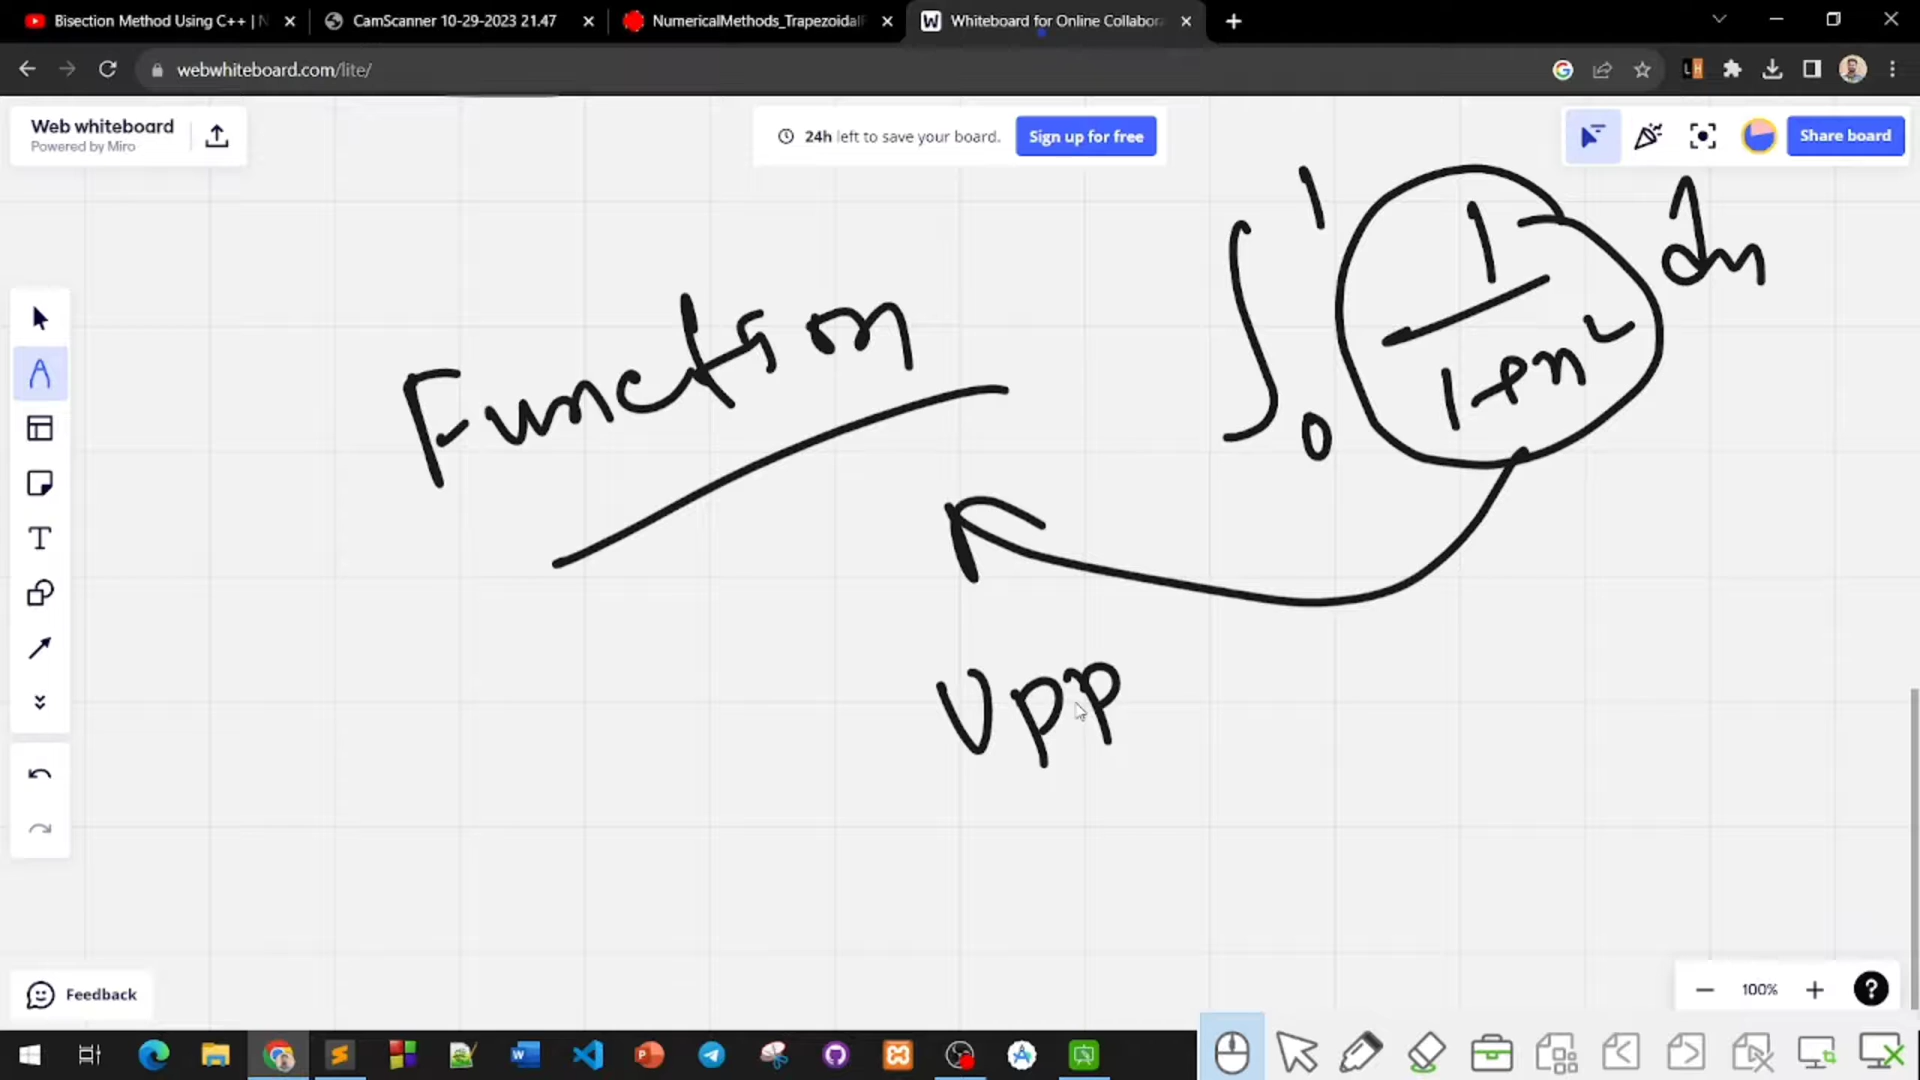 Bisection Method Using C++ | N
CamScanner 10-29-2023 21.47
NumericalMethods_Trapezoidal
Whiteboard for Online Collabora
webwhiteboard.com/lite/
Web whiteboard
Powered by Miro
24h left to save your board.
Sign up for free
Share board
∫₀¹ 1/(1+x²) dx
Function
Upp
Feedback
100%